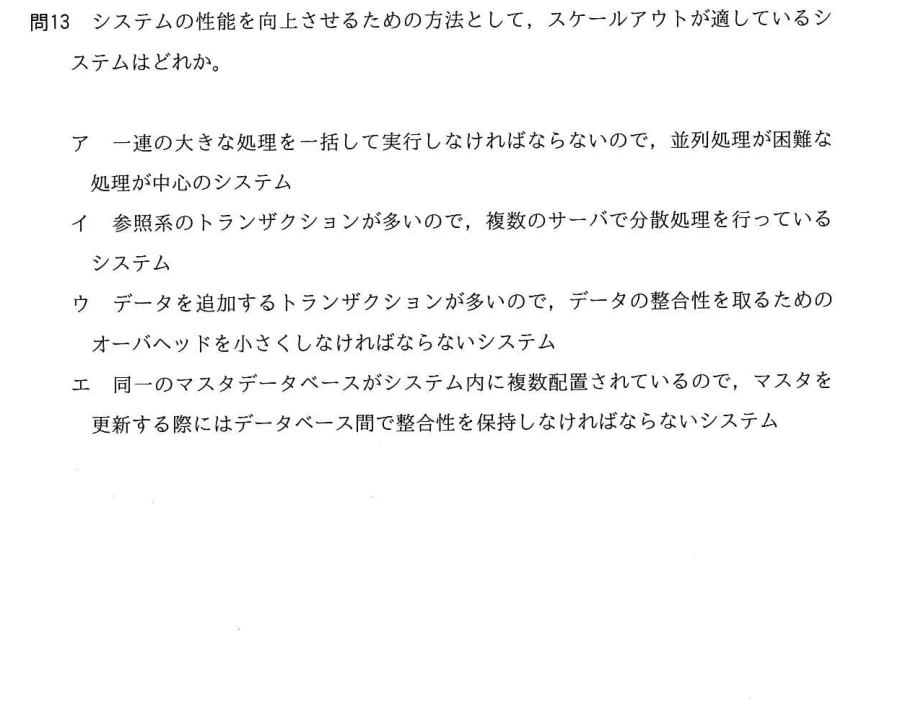 問13 システムの性能を向上させるための方法として，スケールアウトが適しているシ
ステムはどれか。
ア 一連の大きな処理を一括して実行しなければならないので，並列処理が困難な
処理が中心のシステム
イ 参照系のトランザクションが多いので，複数のサーバで分散処理を行っている
システム
ウ データを追加するトランザクションが多いので，データの整合性を取るための
オーバヘッドを小さくしなければならないシステム
エ 同一のマスタデータベースがシステム内に複数配置されているので，マスタを
更新する際にはデータベース間で整合性を保持しなければならないシステム